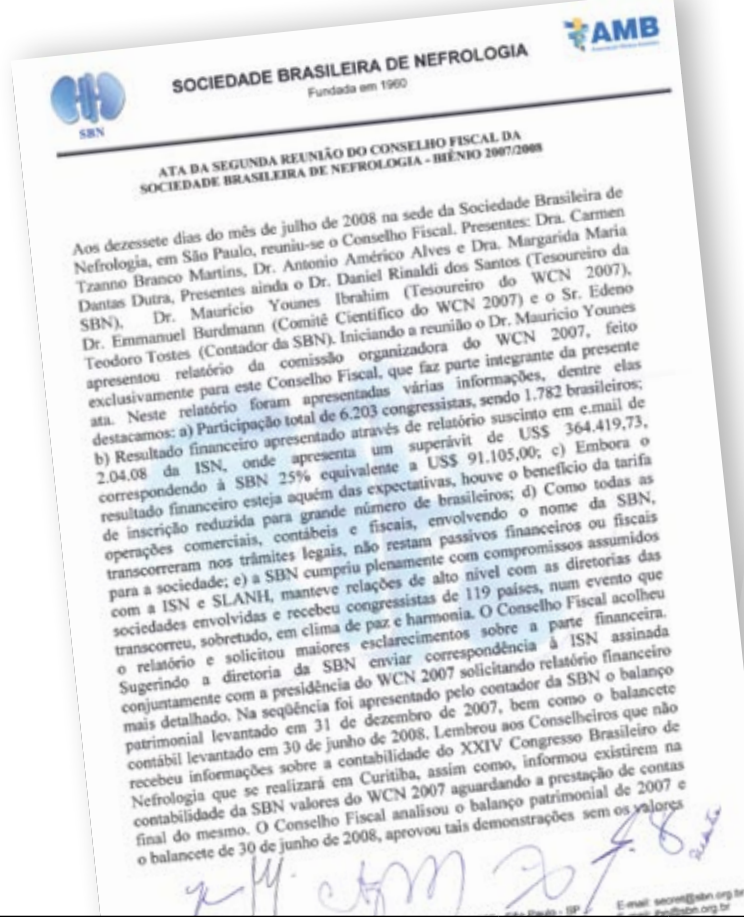 SBN
SOCIEDADE BRASILEIRA DE NEFROLOGIA
Fundada em 1960
AMB
ATA DA SEGUNDA REUNIÃO DO CONSELHO FISCAL DA
SOCIEDADE BRASILEIRA DE NEFROLOGIA - BIÊNIO 2007/2008
Aos dezessete dias do mês de julho de 2008 na sede da Sociedade Brasileira de
Nefrologia, em São Paulo, reuniu-se o Conselho Fiscal. Presentes: Dra. Carmen
Tzanno Branco Martins, Dr. Antonio Américo Alves e Dra. Margarida Maria
Dantas Dutra, Presentes ainda o Dr. Daniel Rinaldi dos Santos (Tesoureiro da
SBN), Dr. Mauricio Younes Ibrahim (Tesoureiro do WCN 2007),
Dr. Emmanuel Burdmann (Comitê Científico do WCN 2007) e o Sr. Edeno
Teodoro Tostes (Contador da SBN). Iniciando a reunião o Dr. Mauricio Younes
apresentou relatório da comissão organizadora do WCN 2007, feito
exclusivamente para este Conselho Fiscal, que faz parte integrante da presente
ata. Neste relatório foram apresentadas várias informações, dentre elas
destacamos: a) Participação total de 6.203 congressistas, sendo 1.782 brasileiros;
b) Resultado financeiro apresentado através de relatório suscinto em e.mail de
2.04.08 da ISN, onde apresenta um superávit de US$ 364.419,73,
correspondendo à SBN 25% equivalente a US$ 91.105,00; c) Embora o
resultado financeiro esteja aquém das expectativas, houve o benefício da tarifa
de inscrição reduzida para grande número de brasileiros; d) Como todas as
operações comerciais, contábeis e fiscais, envolvendo o nome da SBN,
transcorreram nos trâmites legais, não restam passivos financeiros ou fiscais
para a sociedade; e) a SBN cumpriu plenamente com compromissos assumidos
com a ISN e SLANH, manteve relações de alto nível com as diretorias das
sociedades envolvidas e recebeu congressistas de 119 países, num evento que
transcorreu, sobretudo, em clima de paz e harmonia. O Conselho Fiscal acolheu
o relatório e solicitou maiores esclarecimentos sobre a parte financeira.
Sugerindo a diretoria da SBN enviar correspondência à ISN assinada
conjuntamente com a presidência do WCN 2007 solicitando relatório financeiro
mais detalhado. Na seqüência foi apresentado pelo contador da SBN o balanço
patrimonial levantado em 31 de dezembro de 2007, bem como o balancete
contábil levantado em 30 de junho de 2008. Lembrou aos Conselheiros que não
recebeu informações sobre a contabilidade do XXIV Congresso Brasileiro de
Nefrologia que se realizará em Curitiba, assim como, informou existirem na
contabilidade da SBN valores do WCN 2007 aguardando a prestação de contas
final do mesmo. O Conselho Fiscal analisou o balanço patrimonial de 2007 e
o balancete de 30 de junho de 2008, aprovou tais demonstrações sem os valores
São Paulo - SP
E-mail: secret@sbn.org.br